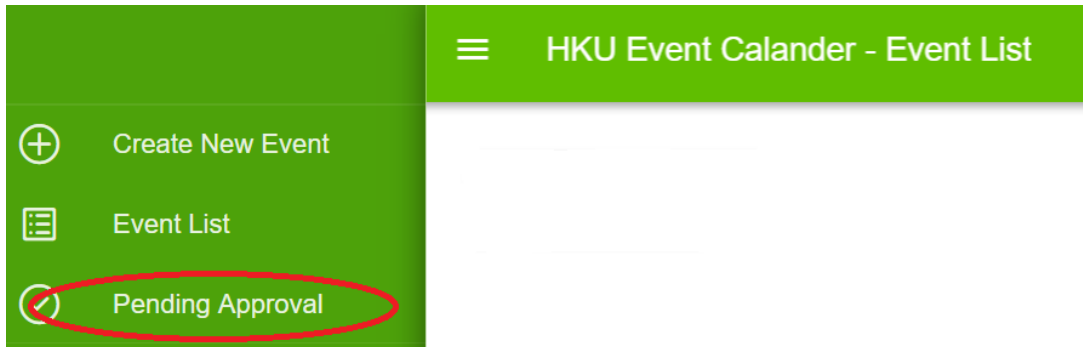 HKU Event Calander - Event List
Create New Event
Event List
Pending Approval